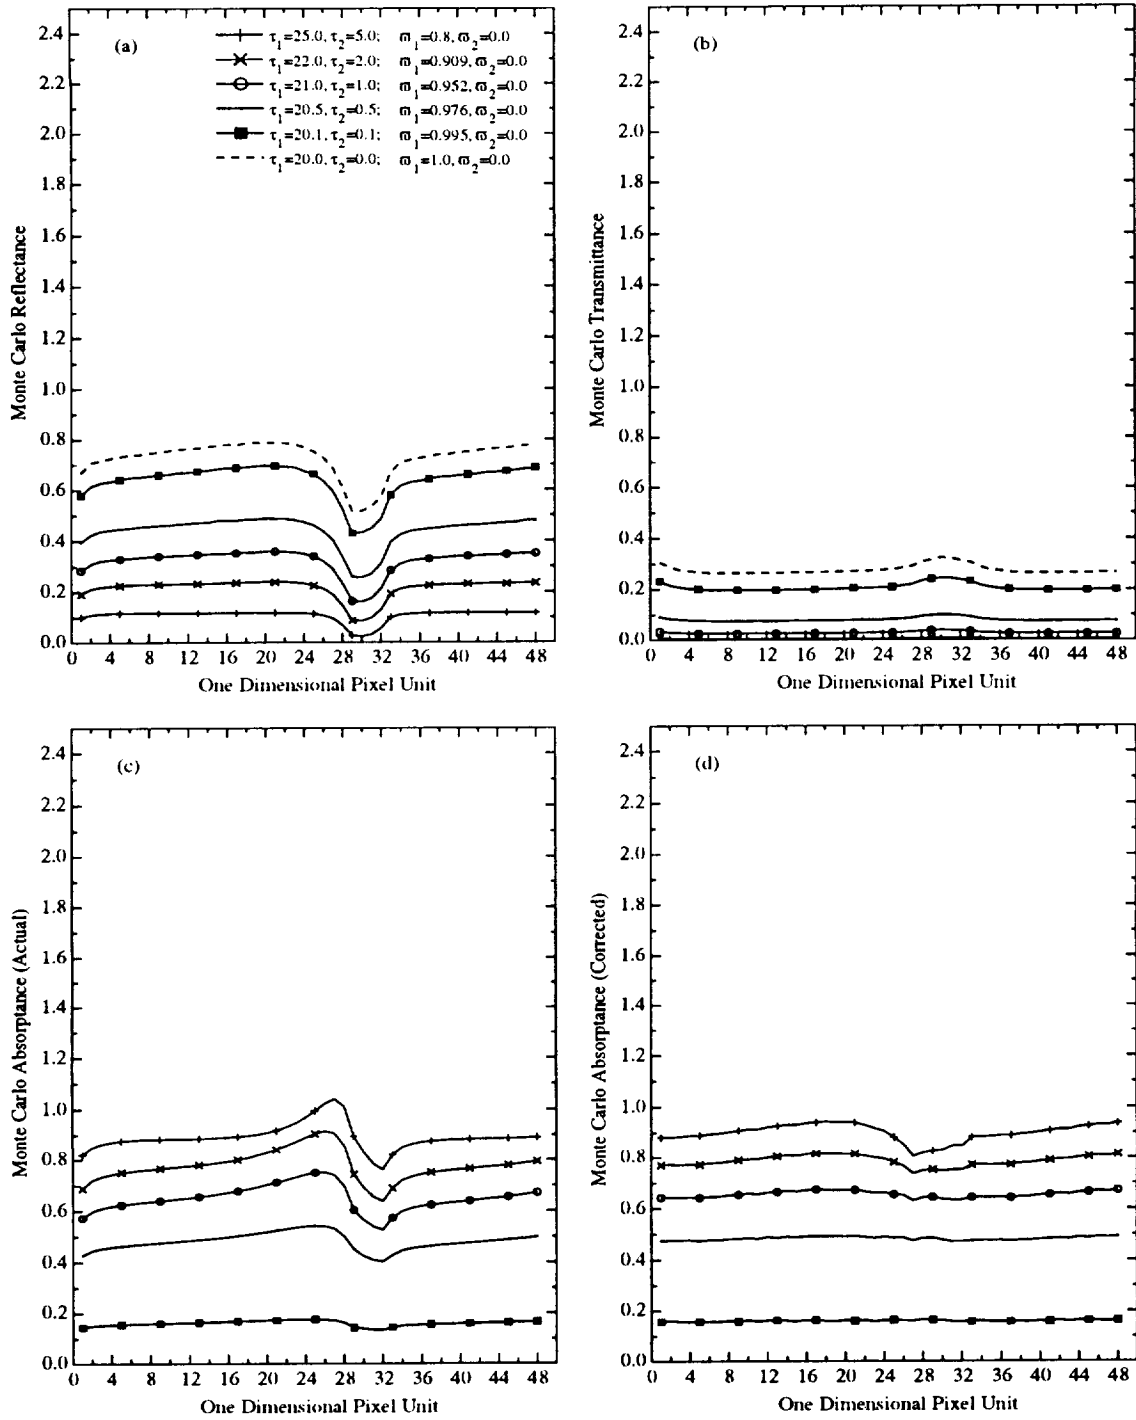 (a)
τ1=25.0, τ2=5.0; ϖ1=0.8, ϖ2=0.0
τ1=22.0, τ2=2.0; ϖ1=0.909, ϖ2=0.0
τ1=21.0, τ2=1.0; ϖ1=0.952, ϖ2=0.0
τ1=20.5, τ2=0.5; ϖ1=0.976, ϖ2=0.0
τ1=20.1, τ2=0.1; ϖ1=0.995, ϖ2=0.0
τ1=20.0, τ2=0.0; ϖ1=1.0, ϖ2=0.0
Monte Carlo Reflectance
2.4
2.2
2.0
1.8
1.6
1.4
1.2
1.0
0.8
0.6
0.4
0.2
0.0
0 4 8 12 16 20 24 28 32 36 40 44 48
One Dimensional Pixel Unit
(b)
Monte Carlo Transmittance
2.4
2.2
2.0
1.8
1.6
1.4
1.2
1.0
0.8
0.6
0.4
0.2
0.0
0 4 8 12 16 20 24 28 32 36 40 44 48
One Dimensional Pixel Unit
(c)
Monte Carlo Absorptance (Actual)
2.4
2.2
2.0
1.8
1.6
1.4
1.2
1.0
0.8
0.6
0.4
0.2
0.0
0 4 8 12 16 20 24 28 32 36 40 44 48
One Dimensional Pixel Unit
(d)
Monte Carlo Absorptance (Corrected)
2.4
2.2
2.0
1.8
1.6
1.4
1.2
1.0
0.8
0.6
0.4
0.2
0.0
0 4 8 12 16 20 24 28 32 36 40 44 48
One Dimensional Pixel Unit